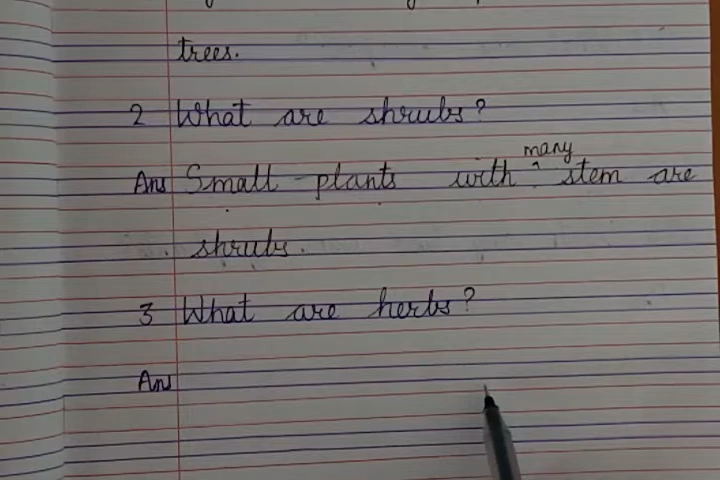 trees.
2 What are shrubs?
many
Ans Small plants with ^ stem are
shrubs.
3 What are herbs?
Ans